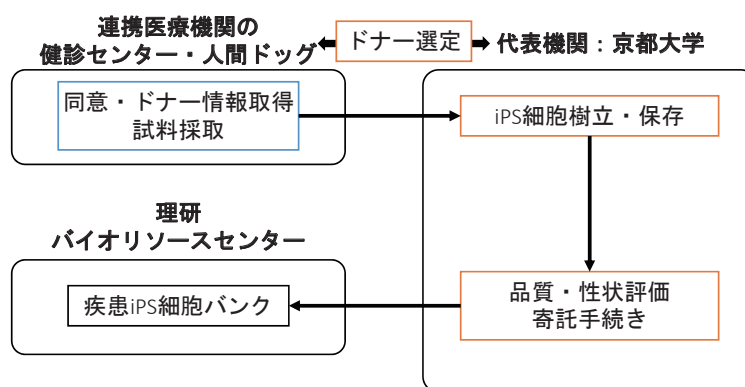 連携医療機関の
健診センター・人間ドッグ
ドナー選定
代表機関：京都大学
同意・ドナー情報取得
試料採取
iPS細胞樹立・保存
理研
バイオリソースセンター
疾患iPS細胞バンク
品質・性状評価
寄託手続き